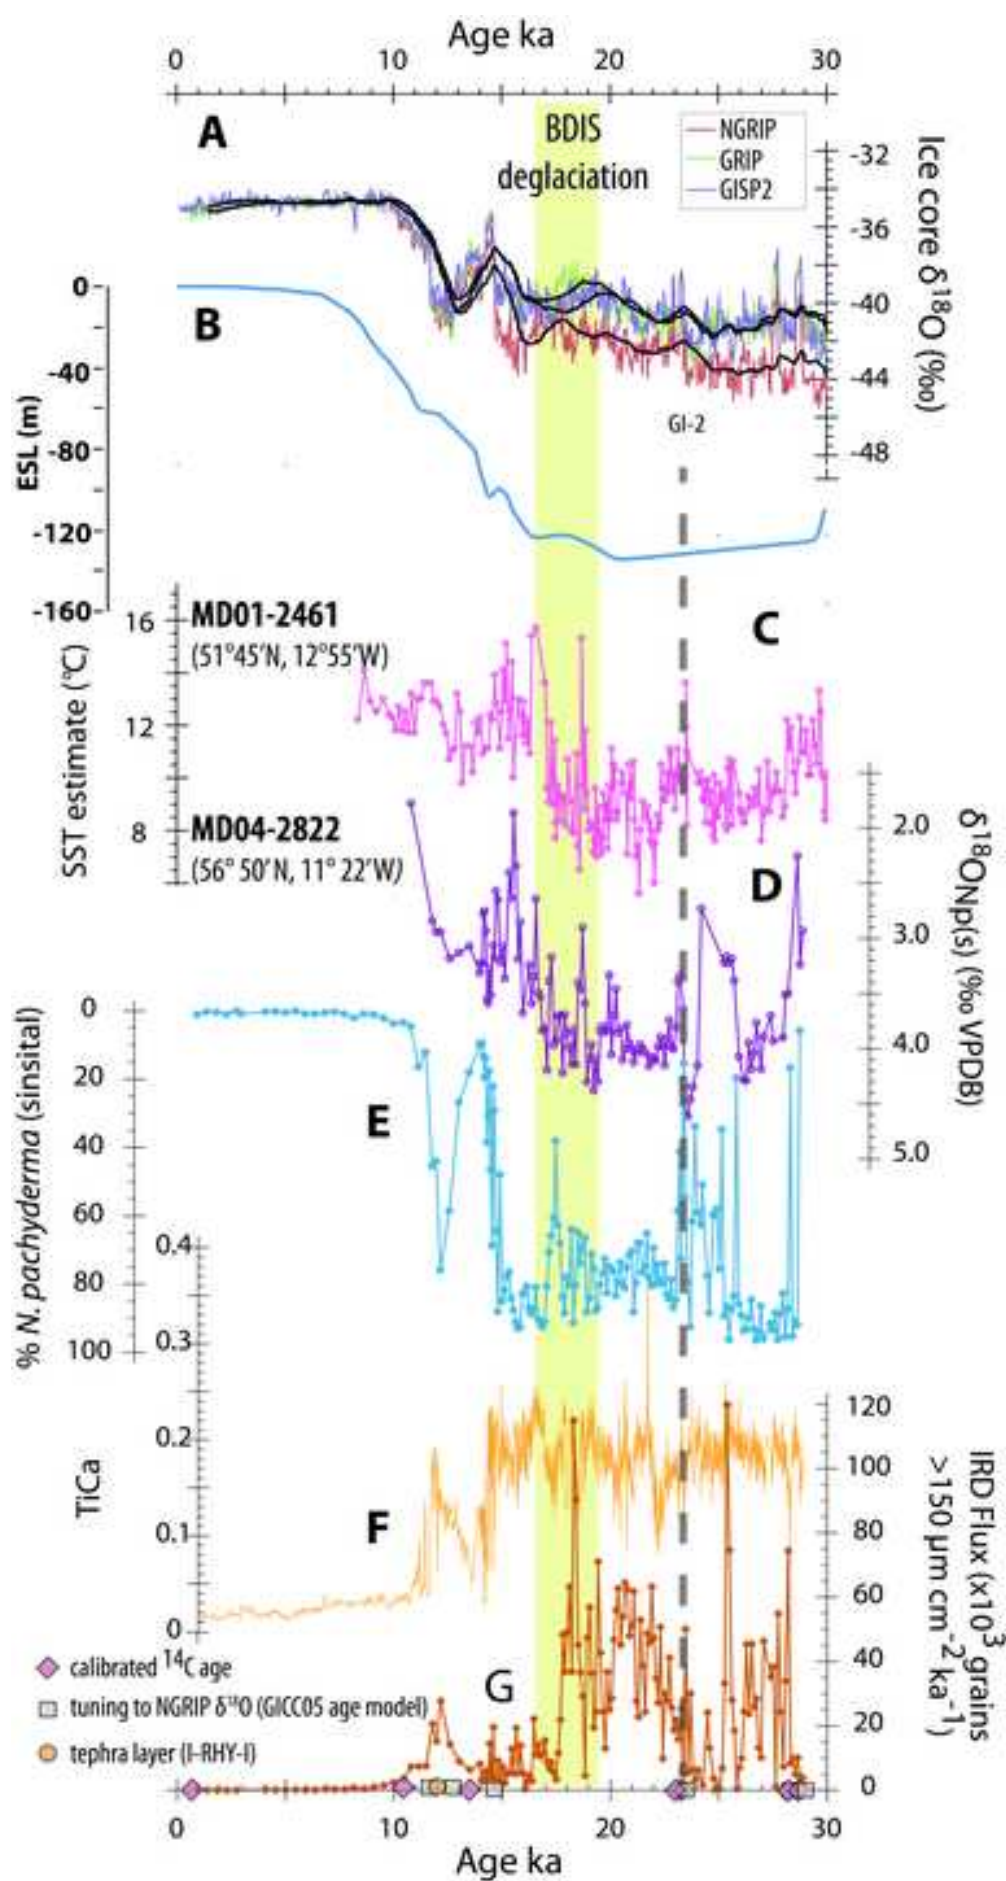 Age ka
0 10 20 30
A
BDIS
deglaciation
NGRIP
GRIP
GISP2
-32
-36
-40
-44
-48
Ice core δ¹⁸O (‰)
B
0
-40
-80
-120
-160
ESL (m)
GI-2
MD01-2461
(51°45'N, 12°55'W)
C
16
12
8
SST estimate (°C)
MD04-2822
(56° 50'N, 11° 22'W)
D
2.0
3.0
4.0
5.0
δ¹⁸ONp(s) (‰ VPDB)
0
20
40
60
80
100
% N. pachyderma (sinsital)
E
0.4
0.3
0.2
0.1
0
TiCa
F
120
100
80
60
40
20
0
IRD Flux (x10³ grains
>150 μm cm⁻² ka⁻¹)
G
calibrated ¹⁴C age
tuning to NGRIP δ¹⁸O (GICC05 age model)
tephra layer (I-RHY-I)
0 10 20 30
Age ka